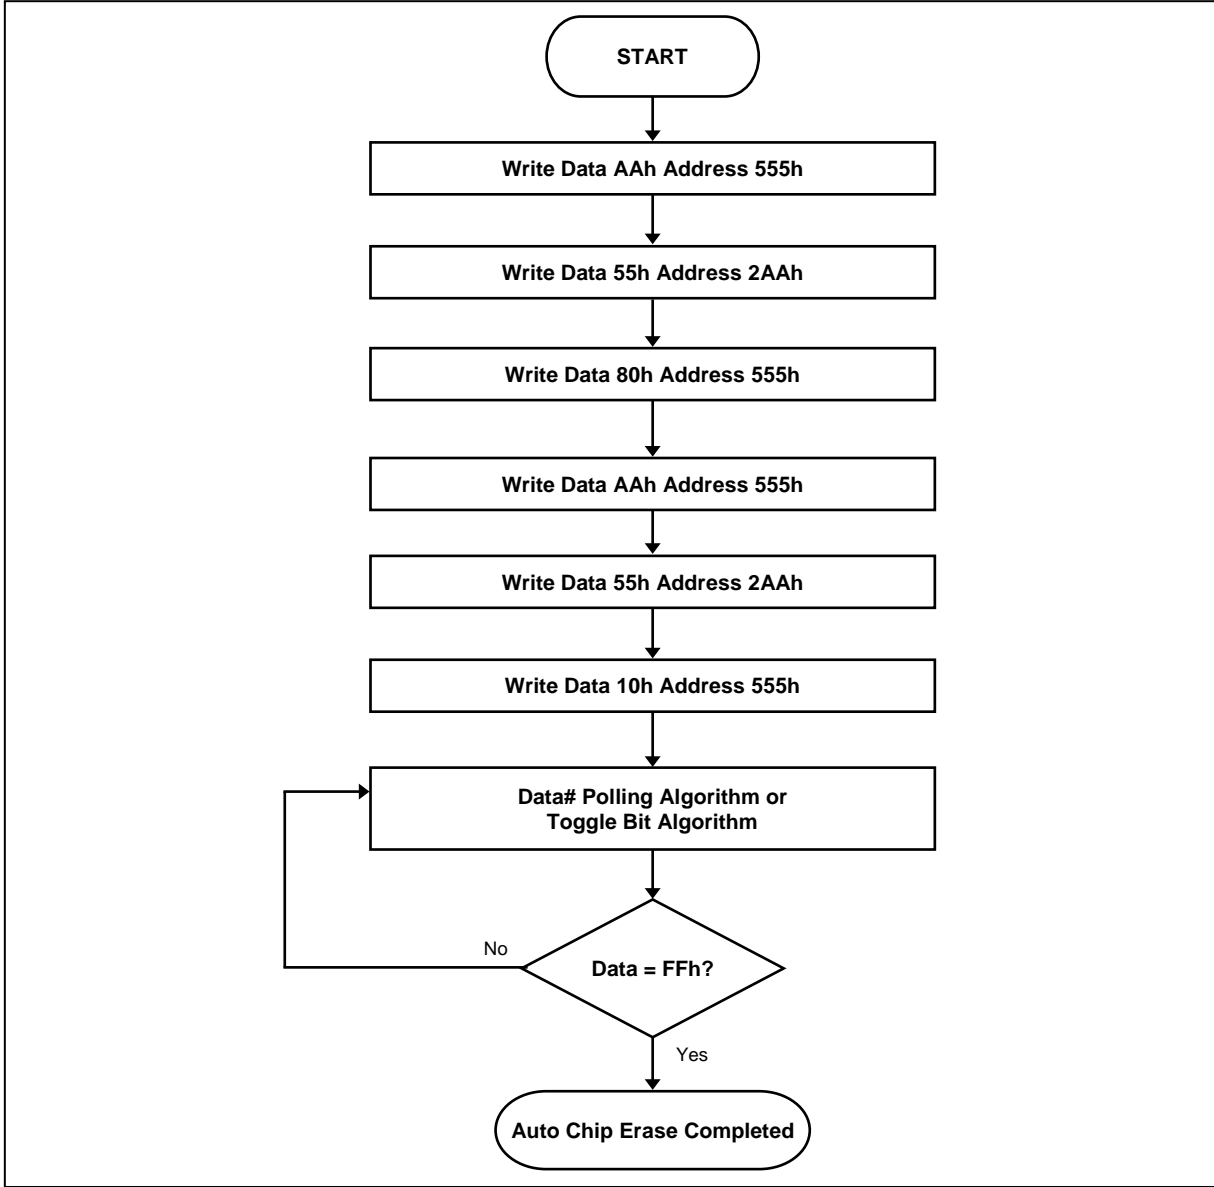 START
Write Data AAh Address 555h
Write Data 55h Address 2AAh
Write Data 80h Address 555h
Write Data AAh Address 555h
Write Data 55h Address 2AAh
Write Data 10h Address 555h
Data# Polling Algorithm or
Toggle Bit Algorithm
No
Data = FFh?
Yes
Auto Chip Erase Completed